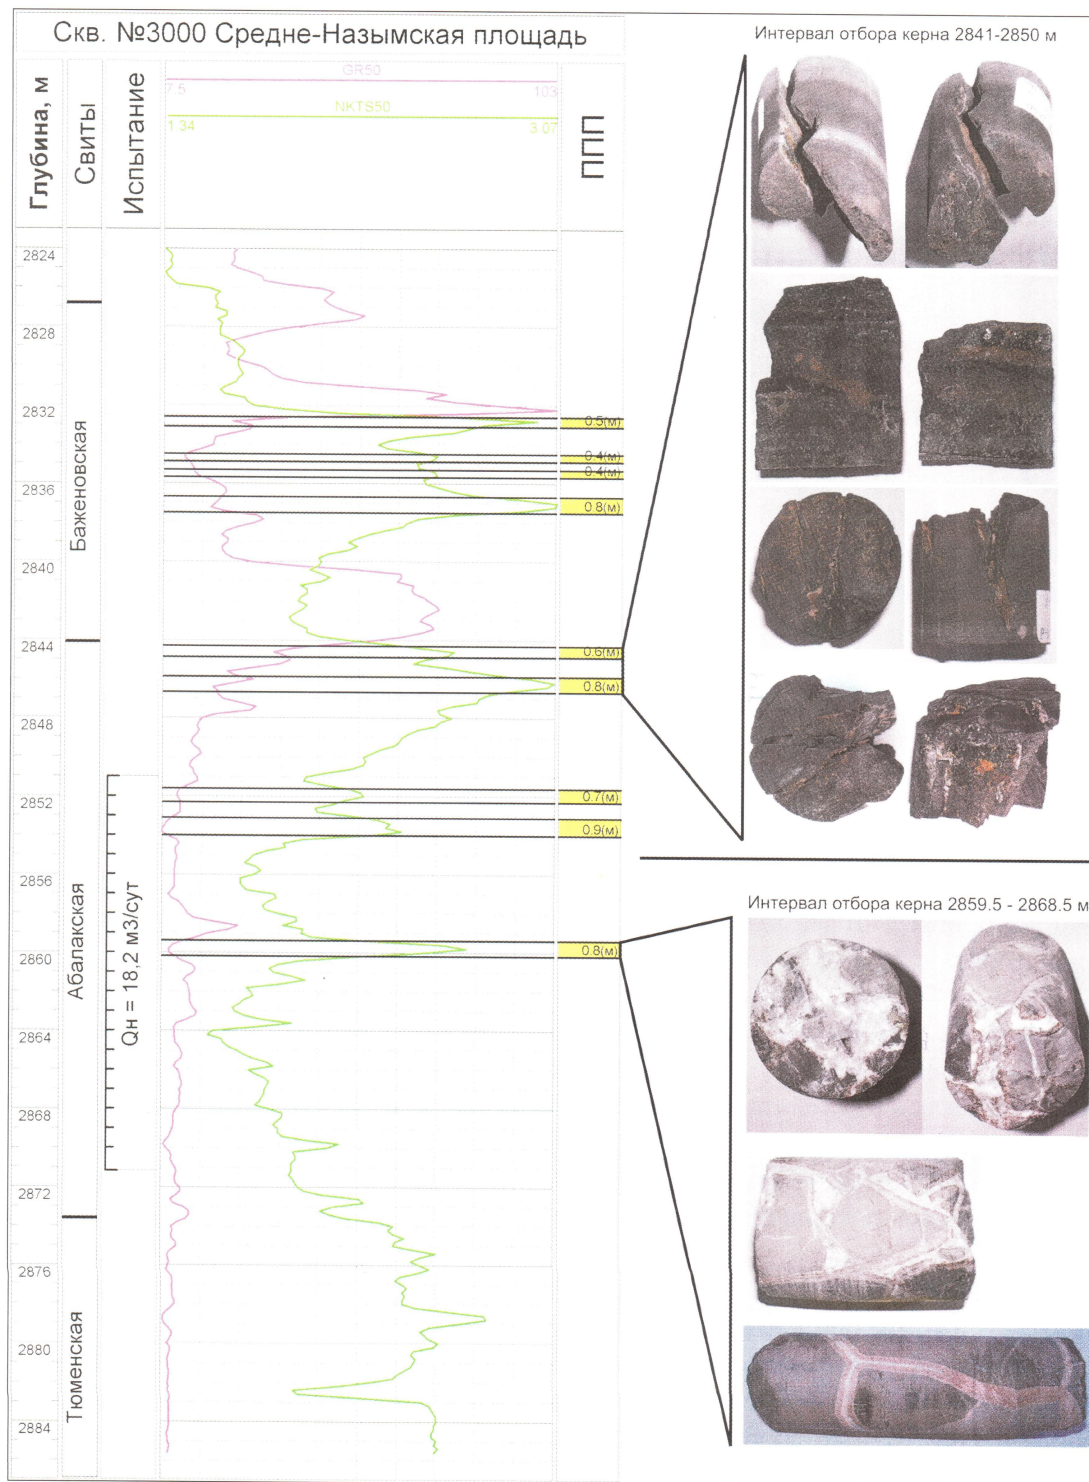 Скв. №3000 Средне-Назымская площадь
Глубина, м
Свиты
Испытание
GR50
7.5 103
NKTS50
1.34 3.07
ППП
2824
2828
2832
2836
2840
2844
2848
2852
2856
2860
2864
2868
2872
2876
2880
2884
Баженовская
Абалакская
Тюменская
Qн = 18,2 м3/сут
0.5(м)
0.4(м)
0.4(м)
0.8(м)
0.6(м)
0.8(м)
0.7(м)
0.9(м)
0.8(м)
Интервал отбора керна 2841-2850 м
Интервал отбора керна 2859.5 - 2868.5 м